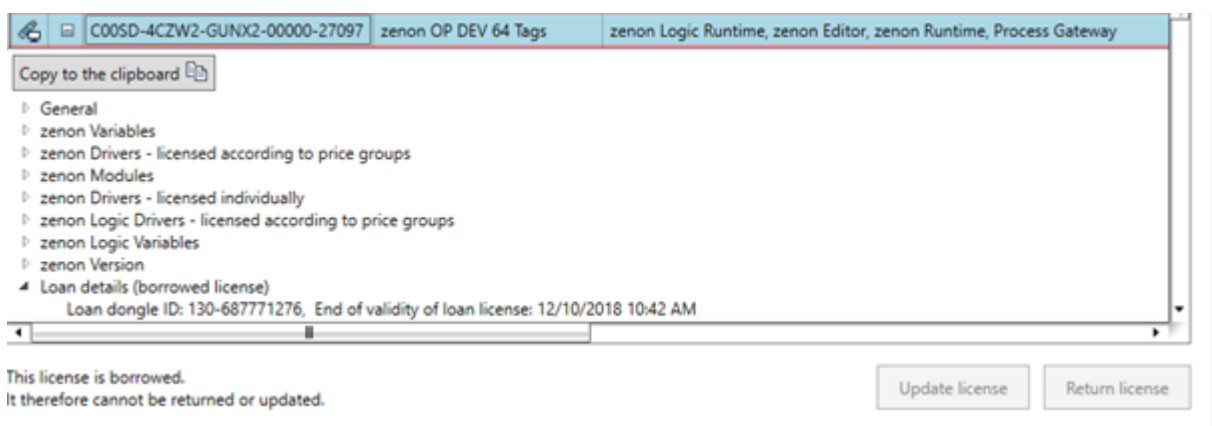 C00SD-4CZW2-GUNX2-00000-27097 zenon OP DEV 64 Tags zenon Logic Runtime, zenon Editor, zenon Runtime, Process Gateway
Copy to the clipboard
General
zenon Variables
zenon Drivers - licensed according to price groups
zenon Modules
zenon Drivers - licensed individually
zenon Logic Drivers - licensed according to price groups
zenon Logic Variables
zenon Version
Loan details (borrowed license)
Loan dongle ID: 130-687771276, End of validity of loan license: 12/10/2018 10:42 AM
This license is borrowed.
It therefore cannot be returned or updated.
Update license Return license